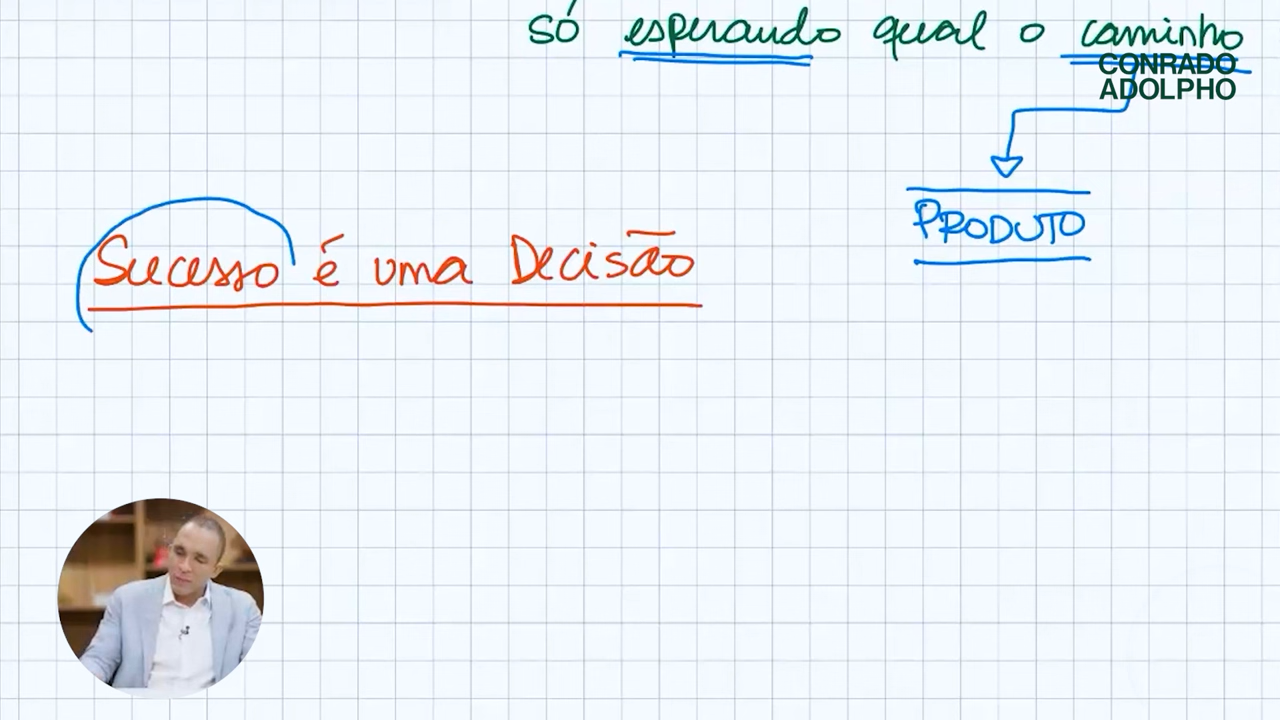 só esperando qual o caminho
CONRADO
ADOLPHO
PRODUTO
Sucesso é uma Decisão